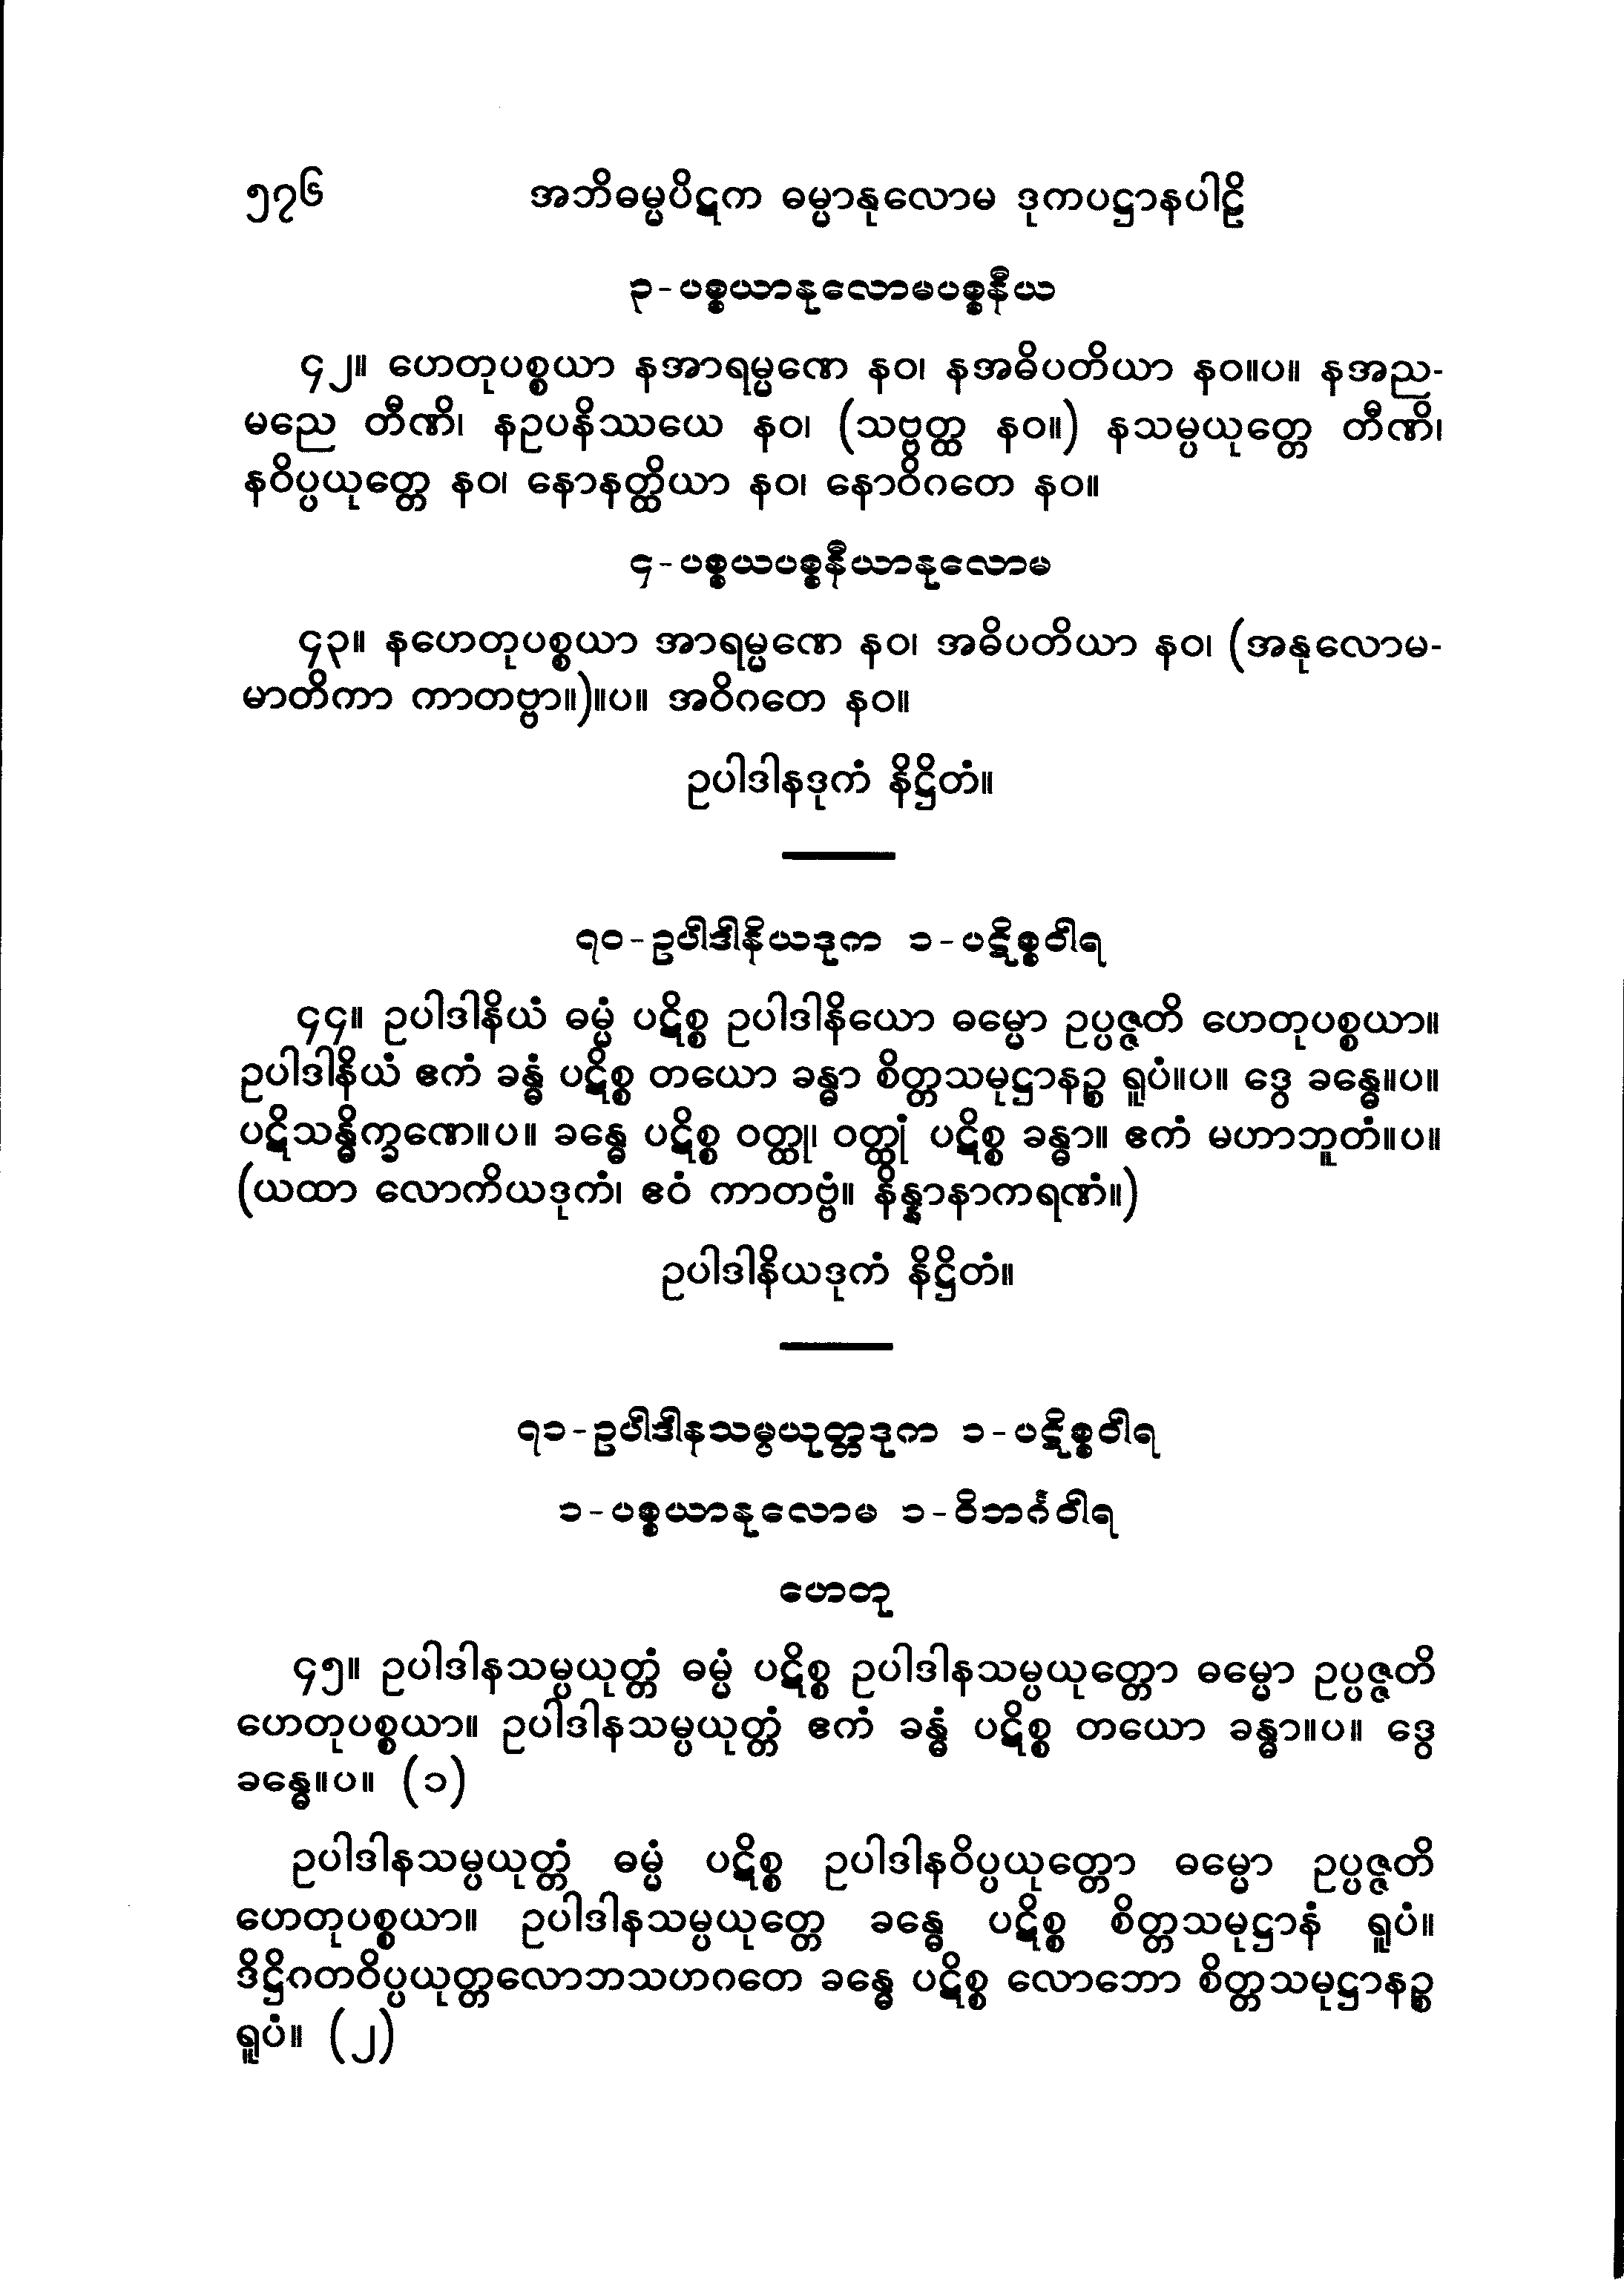 ၅၇၆ အဘိဓမ္မပိဋက ဓမ္မာနုလောမ ဒုကပဋ္ဌာနပါဠိ
၃-ပစ္စယာနုလောမပစ္စနီယ
၄၂။ ဟေတုပစ္စယာ နအာရမ္မဏေ နဝ၊ နအဓိပတိယာ နဝ။ပ။ နအည-
မညေ တီဏိ၊ နဥပနိဿယေ နဝ၊ (သဗ္ဗတ္ထ နဝ။) နသမ္ပယုတ္တေ တီဏိ၊
နဝိပ္ပယုတ္တေ နဝ၊ နောနတ္ထိယာ နဝ၊ နောဝိဂတေ နဝ။
၄-ပစ္စယပစ္စနီယာနုလောမ
၄၃။ နဟေတုပစ္စယာ အာရမ္မဏေ နဝ၊ အဓိပတိယာ နဝ၊ (အနုလောမ-
မာတိကာ ကာတဗ္ဗာ။)။ပ။ အဝိဂတေ နဝ။
ဥပါဒါနဒုကံ နိဋ္ဌိတံ။
၇၀-ဥပါဒါနိယဒုက ၁-ပဋိစ္စဝါရ
၄၄။ ဥပါဒါနိယံ ဓမ္မံ ပဋိစ္စ ဥပါဒါနိယော ဓမ္မော ဥပ္ပဇ္ဇတိ ဟေတုပစ္စယာ။
ဥပါဒါနိယံ ဧကံ ခန္ဓံ ပဋိစ္စ တယော ခန္ဓာ စိတ္တသမုဋ္ဌာနဉ္စ ရူပံ။ပ။ ဒွေ ခန္ဓေ။ပ။
ပဋိသန္ဓိက္ခဏေ။ပ။ ခန္ဓေ ပဋိစ္စ ဝတ္ထု၊ ဝတ္ထုံ ပဋိစ္စ ခန္ဓာ။ ဧကံ မဟာဘူတံ။ပ။
(ယထာ လောကိယဒုကံ၊ ဧဝံ ကာတဗ္ဗံ။ နိန္နာနာကရဏံ။)
ဥပါဒါနိယဒုကံ နိဋ္ဌိတံ။
၇၁-ဥပါဒါနသမ္ပယုတ္တဒုက ၁-ပဋိစ္စဝါရ
၁-ပစ္စယာနုလောမ ၁-ဝိဘင်္ဂဝါရ
ဟေတု
၄၅။ ဥပါဒါနသမ္ပယုတ္တံ ဓမ္မံ ပဋိစ္စ ဥပါဒါနသမ္ပယုတ္တော ဓမ္မော ဥပ္ပဇ္ဇတိ
ဟေတုပစ္စယာ။ ဥပါဒါနသမ္ပယုတ္တံ ဧကံ ခန္ဓံ ပဋိစ္စ တယော ခန္ဓာ။ပ။ ဒွေ
ခန္ဓေ။ပ။ (၁)
ဥပါဒါနသမ္ပယုတ္တံ ဓမ္မံ ပဋိစ္စ ဥပါဒါနဝိပ္ပယုတ္တော ဓမ္မော ဥပ္ပဇ္ဇတိ
ဟေတုပစ္စယာ။ ဥပါဒါနသမ္ပယုတ္တေ ခန္ဓေ ပဋိစ္စ စိတ္တသမုဋ္ဌာနံ ရူပံ။
ဒိဋ္ဌိဂတဝိပ္ပယုတ္တလောဘသဟဂတေ ခန္ဓေ ပဋိစ္စ လောဘော စိတ္တသမုဋ္ဌာနဉ္စ
ရူပံ။ (၂)